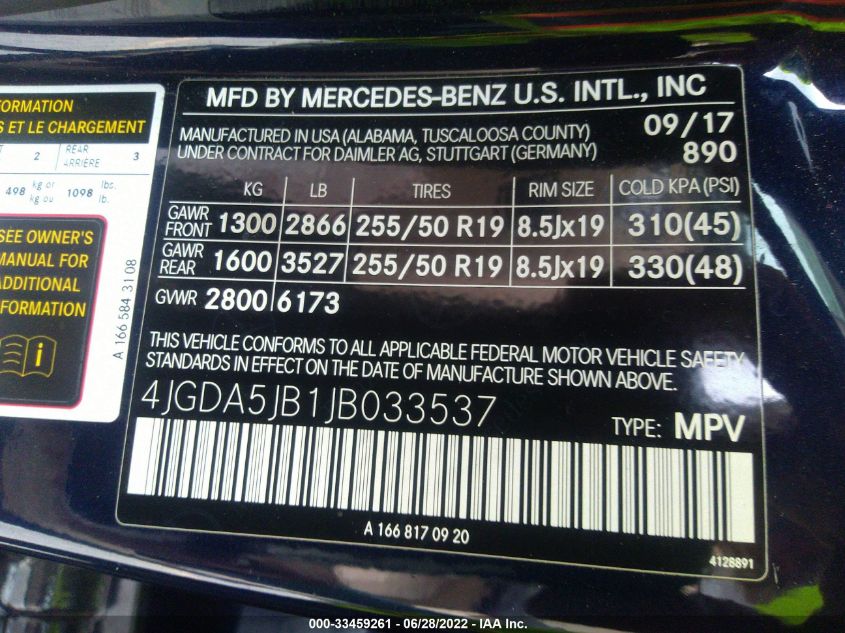 FORMATION
S ET LE CHARGEMENT
2 REAR ARRIÈRE 3
498 kg or kg ou 1098 lbs. lb.
SEE OWNER'S
MANUAL FOR
ADDITIONAL
NFORMATION
A 166 584 31 08
MFD BY MERCEDES-BENZ U.S. INTL., INC
MANUFACTURED IN USA (ALABAMA, TUSCALOOSA COUNTY) 09/17
UNDER CONTRACT FOR DAIMLER AG, STUTTGART (GERMANY) 890
KG LB TIRES RIM SIZE COLD KPA (PSI)
GAWR FRONT 1300 2866 255/50 R19 8.5Jx19 310(45)
GAWR REAR 1600 3527 255/50 R19 8.5Jx19 330(48)
GVWR 2800 6173
THIS VEHICLE CONFORMS TO ALL APPLICABLE FEDERAL MOTOR VEHICLE SAFETY
STANDARDS IN EFFECT ON THE DATE OF MANUFACTURE SHOWN ABOVE.
4JGDA5JB1JB033537
TYPE: MPV
A 166 817 09 20
4128891
000-33459261 - 06/28/2022 - IAA Inc.